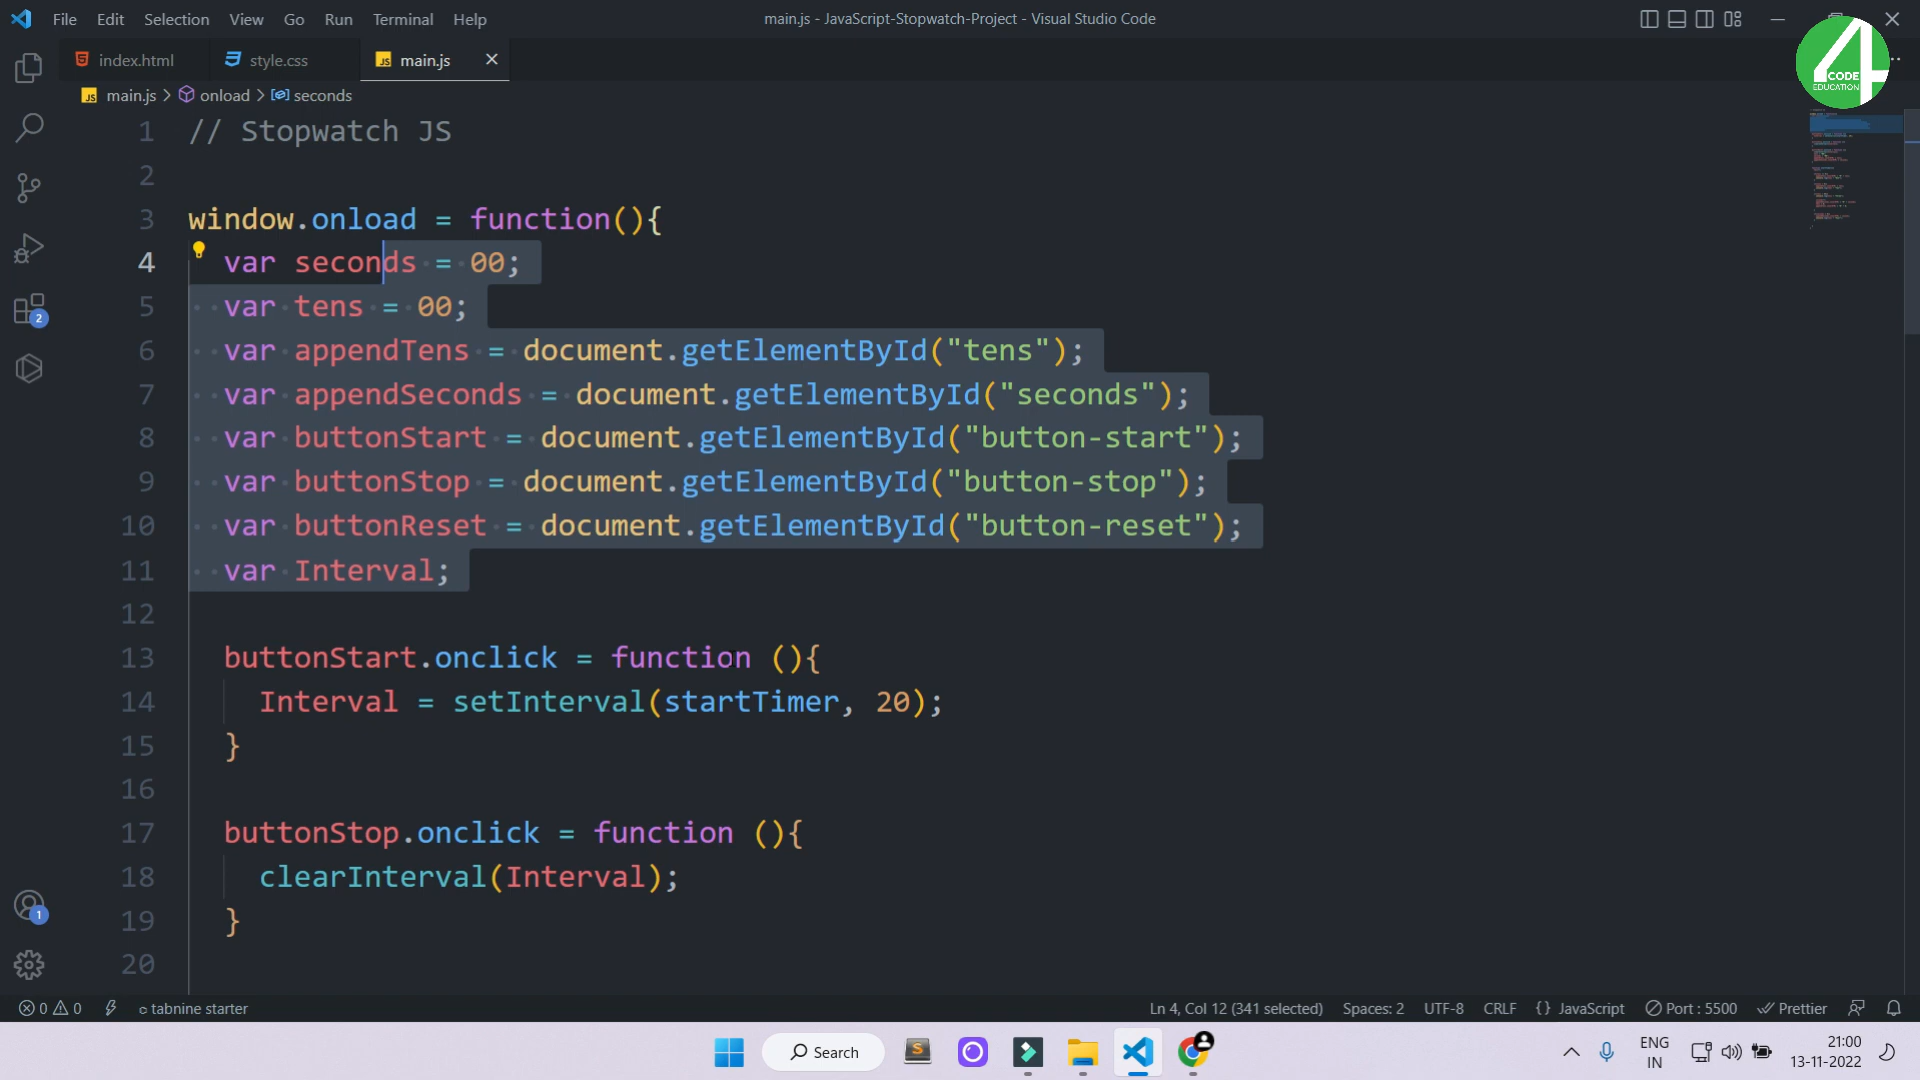 File Edit Selection View Go Run Terminal Help
main.js - JavaScript-Stopwatch-Project - Visual Studio Code
index.html style.css JS main.js
4 CODE EDUCATION
JS main.js > onload > seconds
1 // Stopwatch JS
2
3 window.onload = function(){
4 var seconds = 00;
5 var tens = 00;
6 var appendTens = document.getElementById("tens");
7 var appendSeconds = document.getElementById("seconds");
8 var buttonStart = document.getElementById("button-start");
9 var buttonStop = document.getElementById("button-stop");
10 var buttonReset = document.getElementById("button-reset");
11 var Interval;
12
13 buttonStart.onclick = function (){
14 Interval = setInterval(startTimer, 20);
15 }
16
17 buttonStop.onclick = function (){
18 clearInterval(Interval);
19 }
20
2
1
0 0 tabnine starter
Ln 4, Col 12 (341 selected) Spaces: 2 UTF-8 CRLF {} JavaScript Port : 5500 Prettier
Search
ENG
IN
21:00
13-11-2022